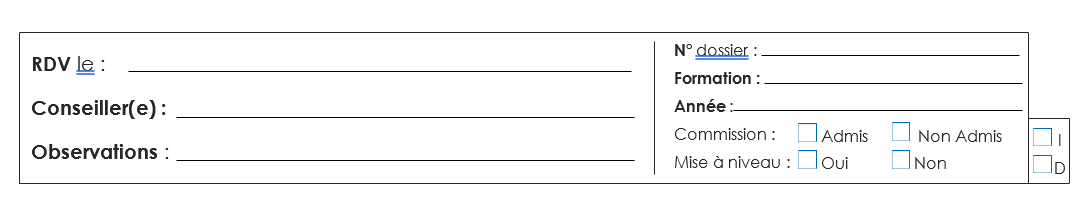 RDV le :
Conseiller(e) :
Observations :
N° dossier :
Formation :
Année :
Commission : Admis Non Admis
Mise à niveau : Oui Non
I
D